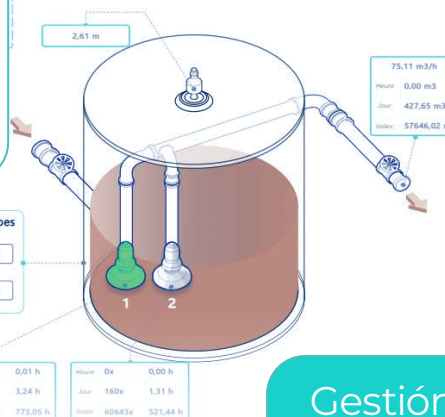 2,61 m
75,11 m3/h
Heure 0,00 m3
Jour 427,65 m3
Index 57646,02
1 2
0,01 h
3,24 h
773,05 h
Heure 0x 0,00 h
Jour 160x 1,31 h
Index 60643x 521,44 h
Gestión